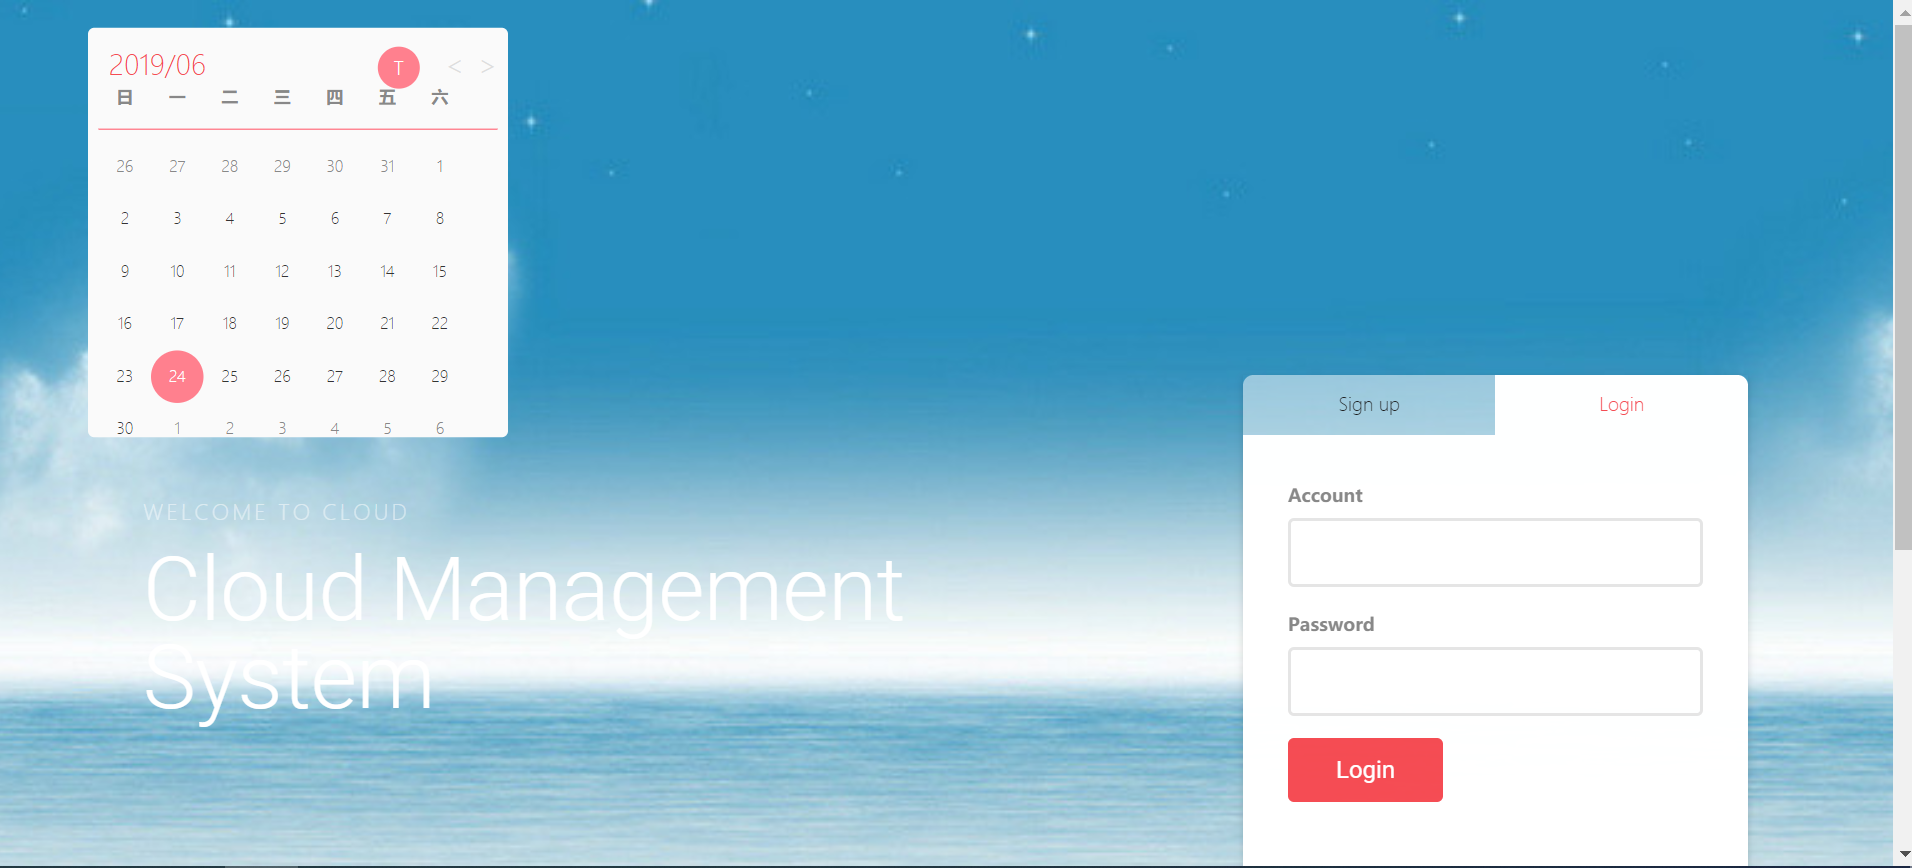 2019/06 T < >
日 一 二 三 四 五 六
26 27 28 29 30 31 1
2 3 4 5 6 7 8
9 10 11 12 13 14 15
16 17 18 19 20 21 22
23 24 25 26 27 28 29
30 1 2 3 4 5 6
WELCOME TO CLOUD
Cloud Management
System
Sign up Login
Account
Password
Login